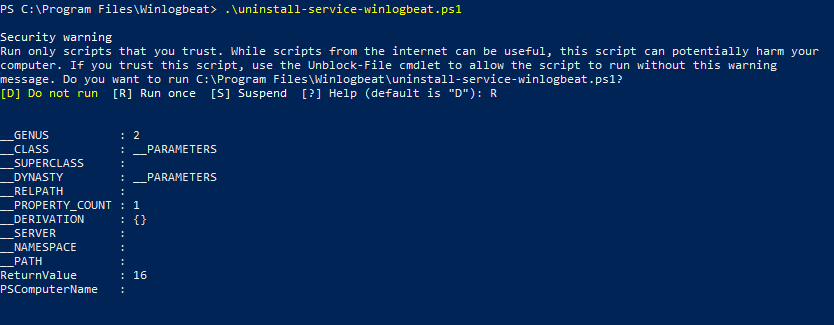 PS C:\Program Files\Winlogbeat> .\uninstall-service-winlogbeat.ps1
Security warning
Run only scripts that you trust. While scripts from the internet can be useful, this script can potentially harm your
computer. If you trust this script, use the Unblock-File cmdlet to allow the script to run without this warning
message. Do you want to run C:\Program Files\Winlogbeat\uninstall-service-winlogbeat.ps1?
[D] Do not run  [R] Run once  [S] Suspend  [?] Help (default is "D"): R
__GENUS          : 2
__CLASS          : __PARAMETERS
__SUPERCLASS     :
__DYNASTY        : __PARAMETERS
__RELPATH        :
__PROPERTY_COUNT : 1
__DERIVATION     : {}
__SERVER         :
__NAMESPACE      :
__PATH           :
ReturnValue      : 16
PSComputerName   :